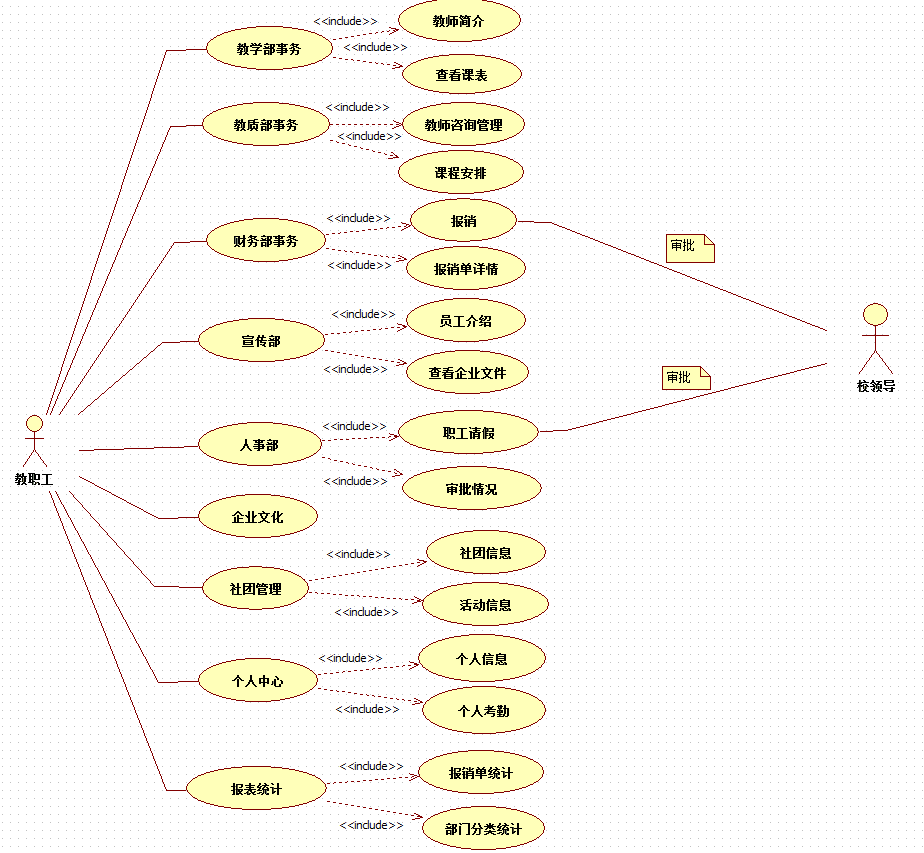 <<include>>
教师简介
教学部事务
<<include>>
查看课表
<<include>>
教质部事务
教师咨询管理
<<include>>
课程安排
<<include>>
报销
财务部事务
审批
<<include>>
报销单详情
<<include>>
员工介绍
宣传部
<<include>>
查看企业文件
审批
校领导
<<include>>
职工请假
人事部
教职工
<<include>>
审批情况
企业文化
<<include>>
社团信息
社团管理
<<include>>
活动信息
<<include>>
个人信息
个人中心
<<include>>
个人考勤
<<include>>
报销单统计
报表统计
<<include>>
部门分类统计